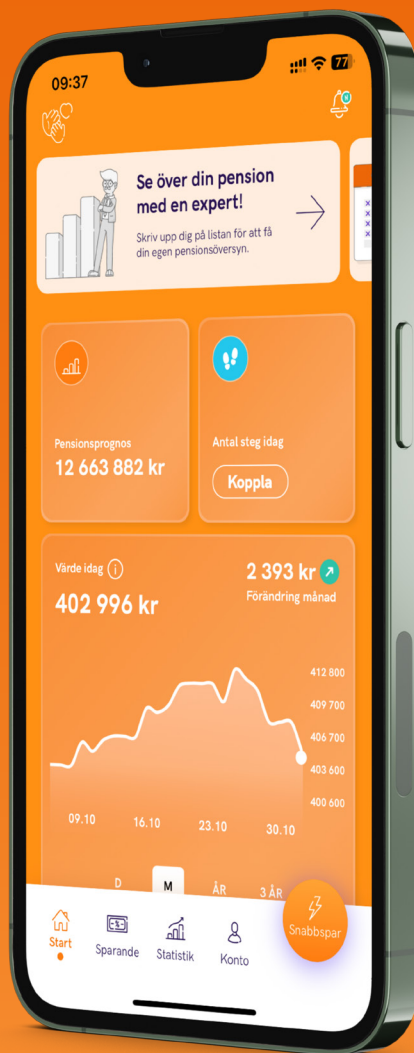 09:37
77
Se över din pension
med en expert!
Skriv upp dig på listan för att få
din egen pensionsöversyn.
Pensionsprognos
12 663 882 kr
Antal steg idag
Koppla
Värde idag
402 996 kr
2 393 kr
Förändring månad
412 800
409 700
406 700
403 600
400 600
09.10 16.10 23.10 30.10
D M ÅR 3 ÅR
Start Sparande Statistik Konto Snabbspar